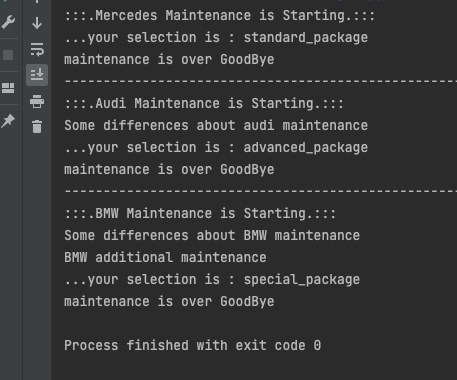 :::.Mercedes Maintenance is Starting.:::
...your selection is : standard_package
maintenance is over GoodBye
------------------------------------------------
:::.Audi Maintenance is Starting.:::
Some differences about audi maintenance
...your selection is : advanced_package
maintenance is over GoodBye
------------------------------------------------
:::.BMW Maintenance is Starting.:::
Some differences about BMW maintenance
BMW additional maintenance
...your selection is : special_package
maintenance is over GoodBye
Process finished with exit code 0